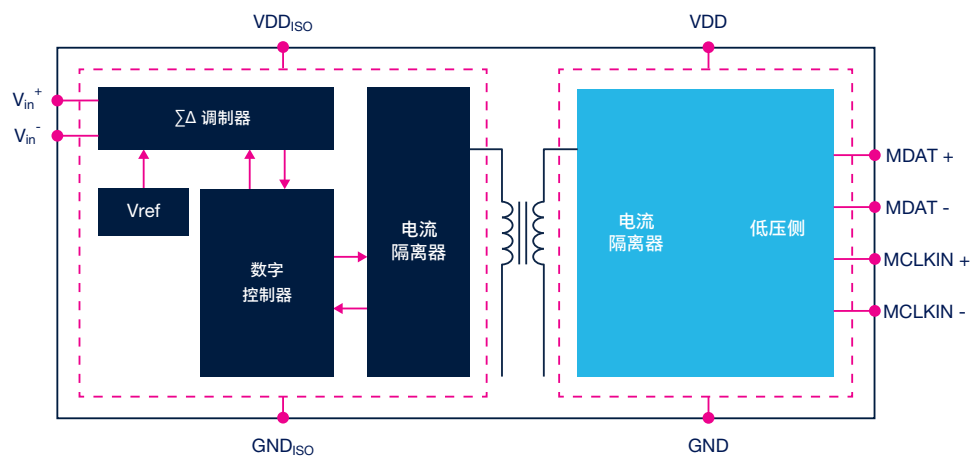 VDDISO
VDD
Vin+
Vin-
∑Δ 调制器
Vref
数字
控制器
电流
隔离器
电流
隔离器
低压侧
MDAT +
MDAT -
MCLKIN +
MCLKIN -
GNDISO
GND